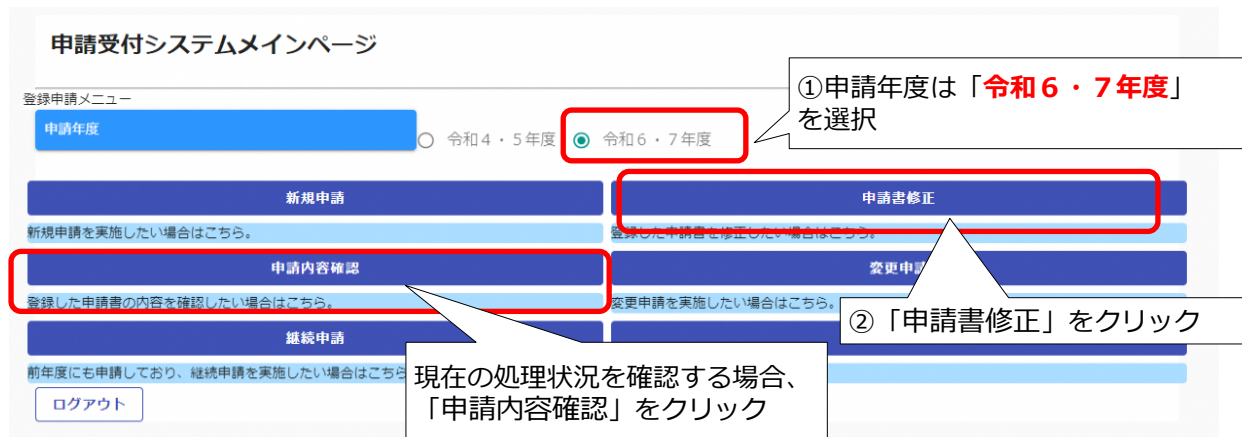 申請受付システムメインページ
①申請年度は「令和６・７年度」
を選択
登録申請メニュー
申請年度
令和４・５年度
令和６・７年度
新規申請
申請書修正
新規申請を実施したい場合はこちら。
登録した申請書を修正したい場合はこちら。
申請内容確認
変更申
登録した申請書の内容を確認したい場合はこちら。
変更申請を実施したい場合はこちら。
②「申請書修正」をクリック
継続申請
前年度にも申請しており、継続申請を実施したい場合はこちら
現在の処理状況を確認する場合、
「申請内容確認」をクリック
ログアウト